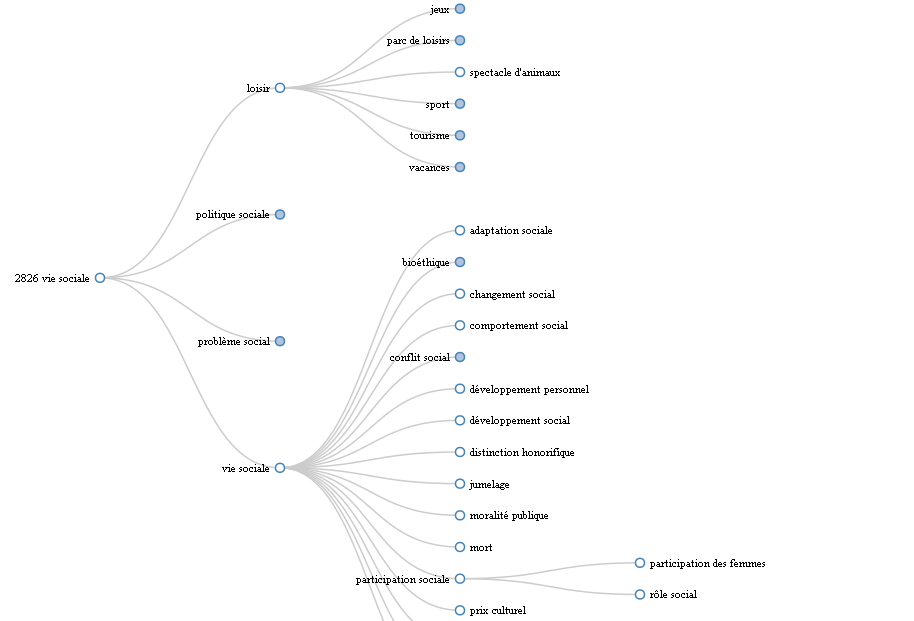 jeux
parc de loisirs
spectacle d'animaux
loisir
sport
tourisme
vacances
politique sociale
adaptation sociale
bioéthique
2826 vie sociale
changement social
comportement social
problème social
conflit social
développement personnel
développement social
distinction honorifique
vie sociale
jumelage
moralité publique
mort
participation des femmes
participation sociale
rôle social
prix culturel